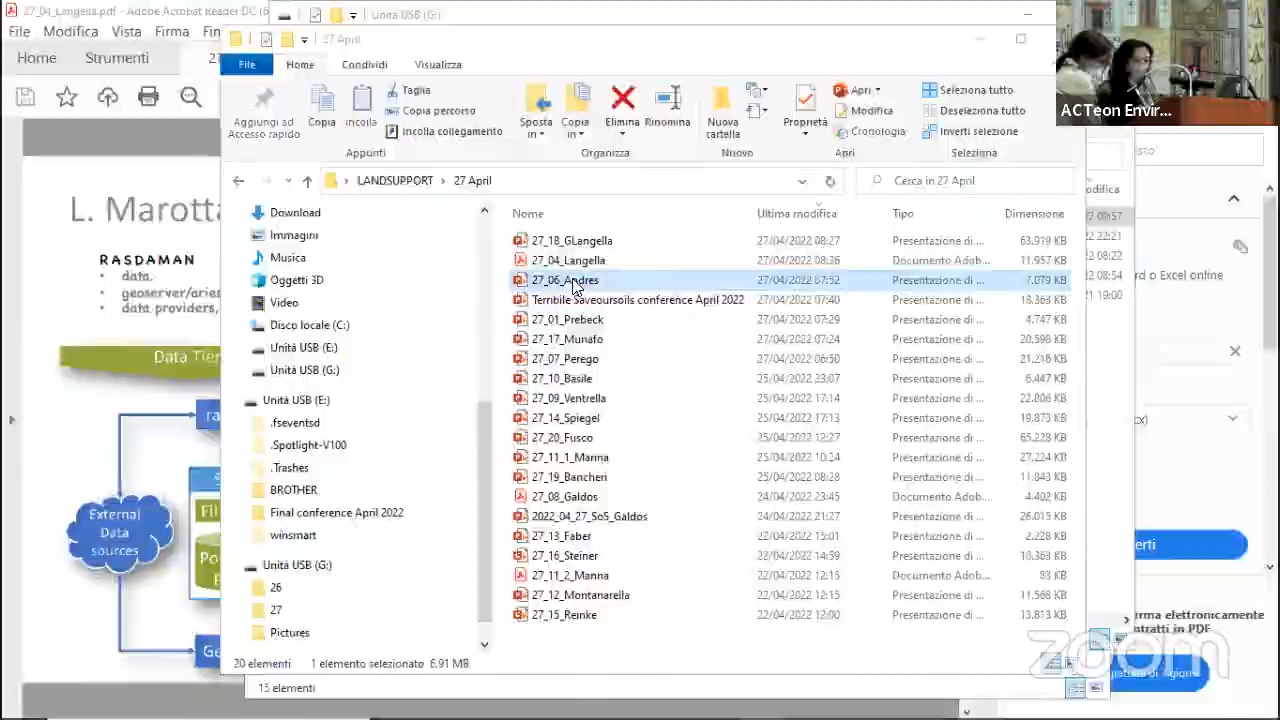 27_04_Langella.pdf - Adobe Acrobat Reader DC (6
Unità USB (G:)
File Modifica Vista Firma Fin
27 April
Home Strumenti 27
File Home Condividi Visualizza
Aggiungi ad Accesso rapido
Copia
Incolla
Taglia
Copia percorso
Incolla collegamento
Appunti
Sposta in
Copia in
Elimina
Rinomina
Organizza
Nuova cartella
Nuovo
Proprietà
Apri
Modifica
Cronologia
Apri
Seleziona tutto
Deseleziona tutto
Inverti selezione
Seleziona
ACTeon Envir...
LANDSUPPORT > 27 April
Cerca in 27 April
L. Marotta
RASDAMAN
• data,
• geoserver/arien
• data providers,
Data Tier
External
Data
sources
Download
Immagini
Musica
Oggetti 3D
Video
Disco locale (C:)
Unità USB (E:)
Unità USB (G:)
Unità USB (E:)
.fseventsd
.Spotlight-V100
.Trashes
BROTHER
Final conference April 2022
winsmart
Unità USB (G:)
26
27
Pictures
Nome Ultima modifica Tipo Dimensione
27_18_GLangella 27/04/2022 08:27 Presentazione di ... 63.919 KB
27_04_Langella 27/04/2022 08:26 Documento Adob... 11.957 KB
27_06_Andres 27/04/2022 07:52 Presentazione di ... 7.079 KB
Terribile saveoursoils conference April 2022 27/04/2022 07:40 Presentazione di ... 18.363 KB
27_01_Prebeck 27/04/2022 07:29 Presentazione di ... 4.747 KB
27_17_Munafo 27/04/2022 07:24 Presentazione di ... 20.598 KB
27_07_Perego 27/04/2022 06:50 Presentazione di ... 21.246 KB
27_10_Basile 25/04/2022 23:07 Presentazione di ... 6.447 KB
27_09_Ventrella 25/04/2022 17:14 Presentazione di ... 22.806 KB
27_14_Spiegel 25/04/2022 17:13 Presentazione di ... 19.873 KB
27_20_Fusco 25/04/2022 12:27 Presentazione di ... 65.228 KB
27_11_1_Manna 25/04/2022 10:24 Presentazione di ... 27.224 KB
27_19_Bancheri 25/04/2022 08:28 Presentazione di ... 11.843 KB
27_08_Galdos 24/04/2022 23:45 Documento Adob... 4.402 KB
2022_04_27_SoS_Galdos 24/04/2022 21:27 Presentazione di ... 26.015 KB
27_13_Faber 22/04/2022 15:01 Presentazione di ... 2.228 KB
27_16_Steiner 22/04/2022 14:59 Presentazione di ... 10.363 KB
27_11_2_Manna 22/04/2022 12:15 Documento Adob... 83 KB
27_12_Montanarella 22/04/2022 12:15 Presentazione di ... 11.568 KB
27_15_Reinke 22/04/2022 12:00 Presentazione di ... 13.813 KB
20 elementi 1 elemento selezionato 6,91 MB
13 elementi
rd o Excel online
zoom